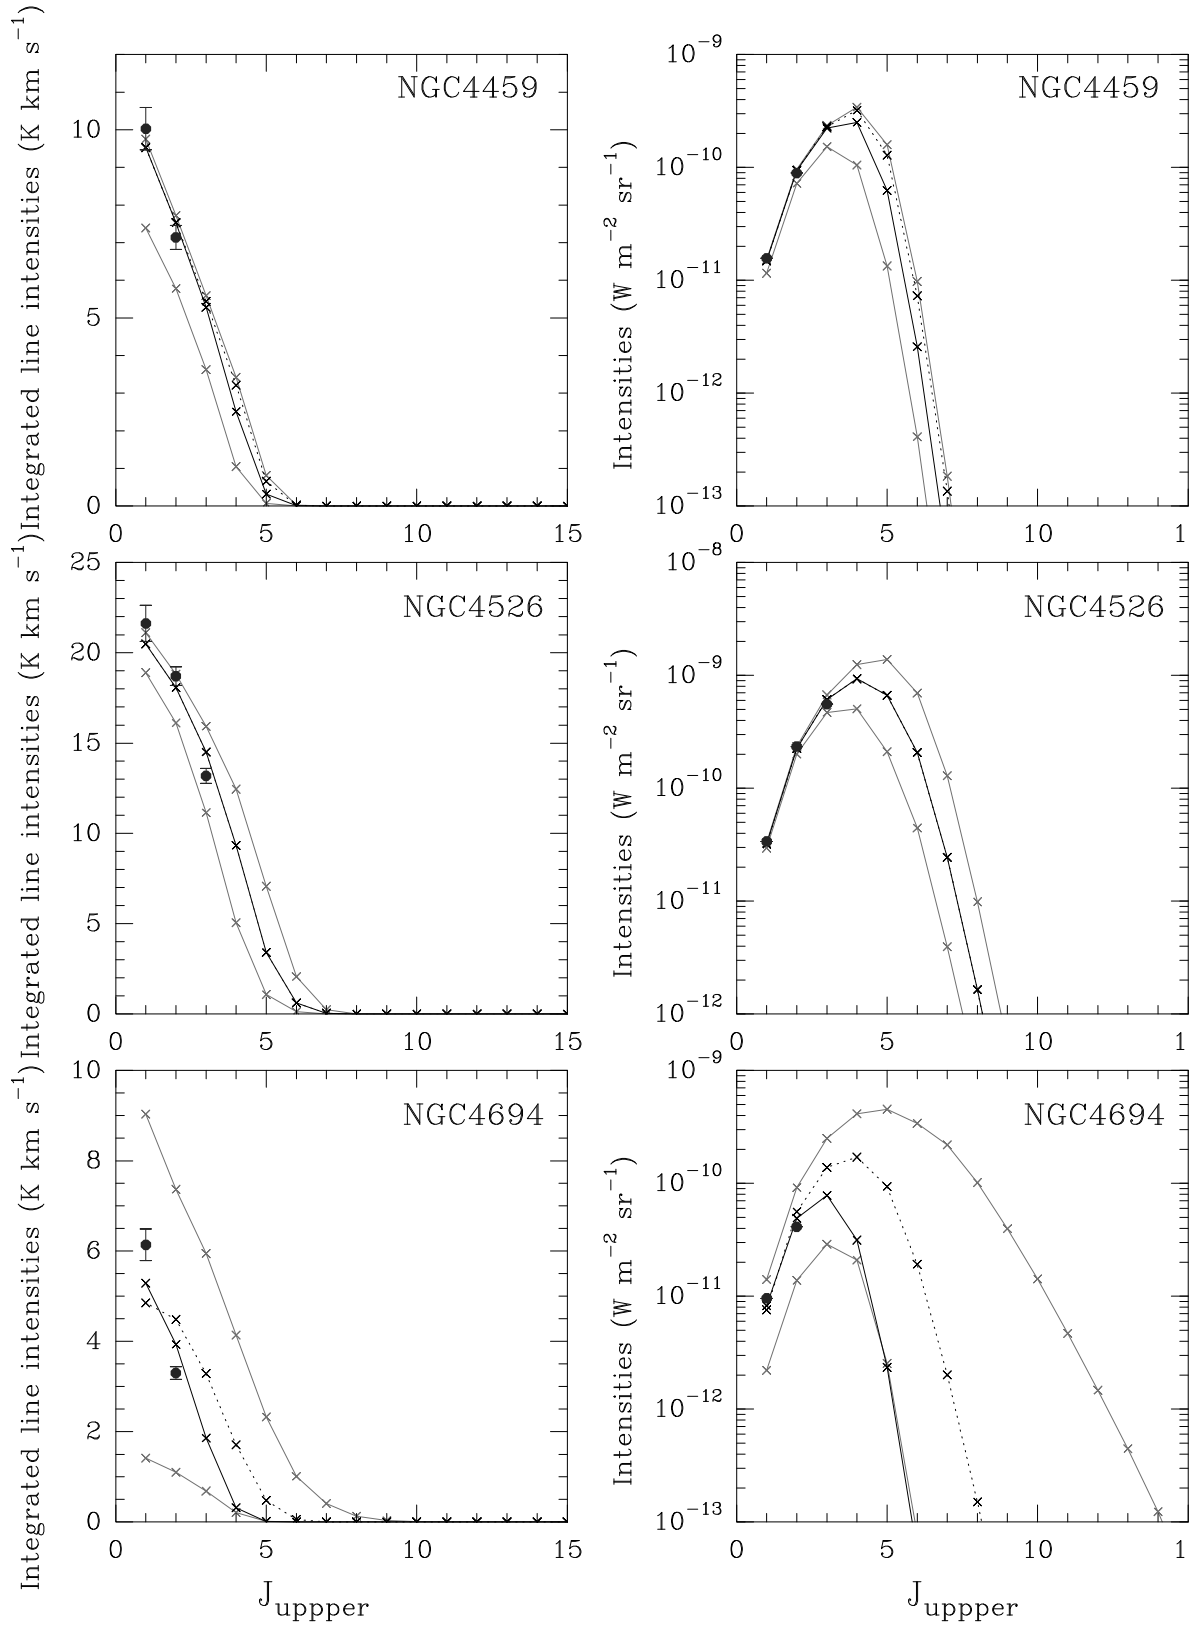 Integrated line intensities (K km s⁻¹)
NGC4459
10
5
0
0 5 10 15
Intensities (W m⁻² sr⁻¹)
NGC4459
10⁻⁹
10⁻¹⁰
10⁻¹¹
10⁻¹²
10⁻¹³
0 5 10 1
Integrated line intensities (K km s⁻¹)
NGC4526
25
20
15
10
5
0
0 5 10 15
Intensities (W m⁻² sr⁻¹)
NGC4526
10⁻⁸
10⁻⁹
10⁻¹⁰
10⁻¹¹
10⁻¹²
0 5 10 1
Integrated line intensities (K km s⁻¹)
NGC4694
10
8
6
4
2
0
0 5 10 15
J_uppper
Intensities (W m⁻² sr⁻¹)
NGC4694
10⁻⁹
10⁻¹⁰
10⁻¹¹
10⁻¹²
10⁻¹³
0 5 10 1
J_uppper